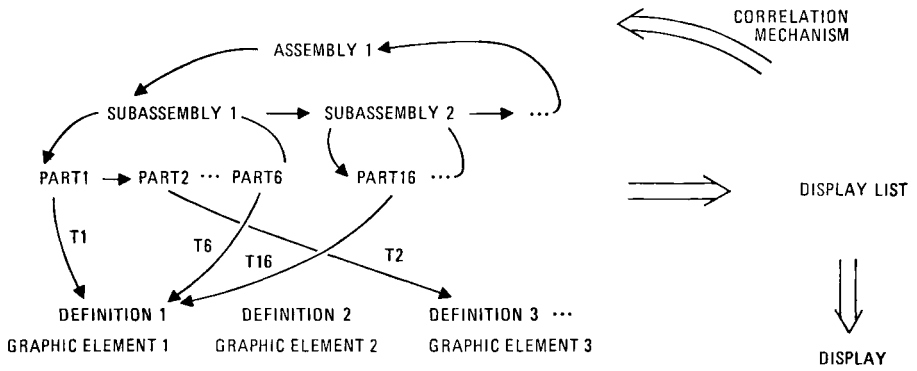 CORRELATION
MECHANISM
ASSEMBLY 1
SUBASSEMBLY 1 SUBASSEMBLY 2 ...
PART1 PART2 ... PART6 PART16 ...
DISPLAY LIST
T1 T6 T16 T2
DEFINITION 1 DEFINITION 2 DEFINITION 3 ...
GRAPHIC ELEMENT 1 GRAPHIC ELEMENT 2 GRAPHIC ELEMENT 3
DISPLAY